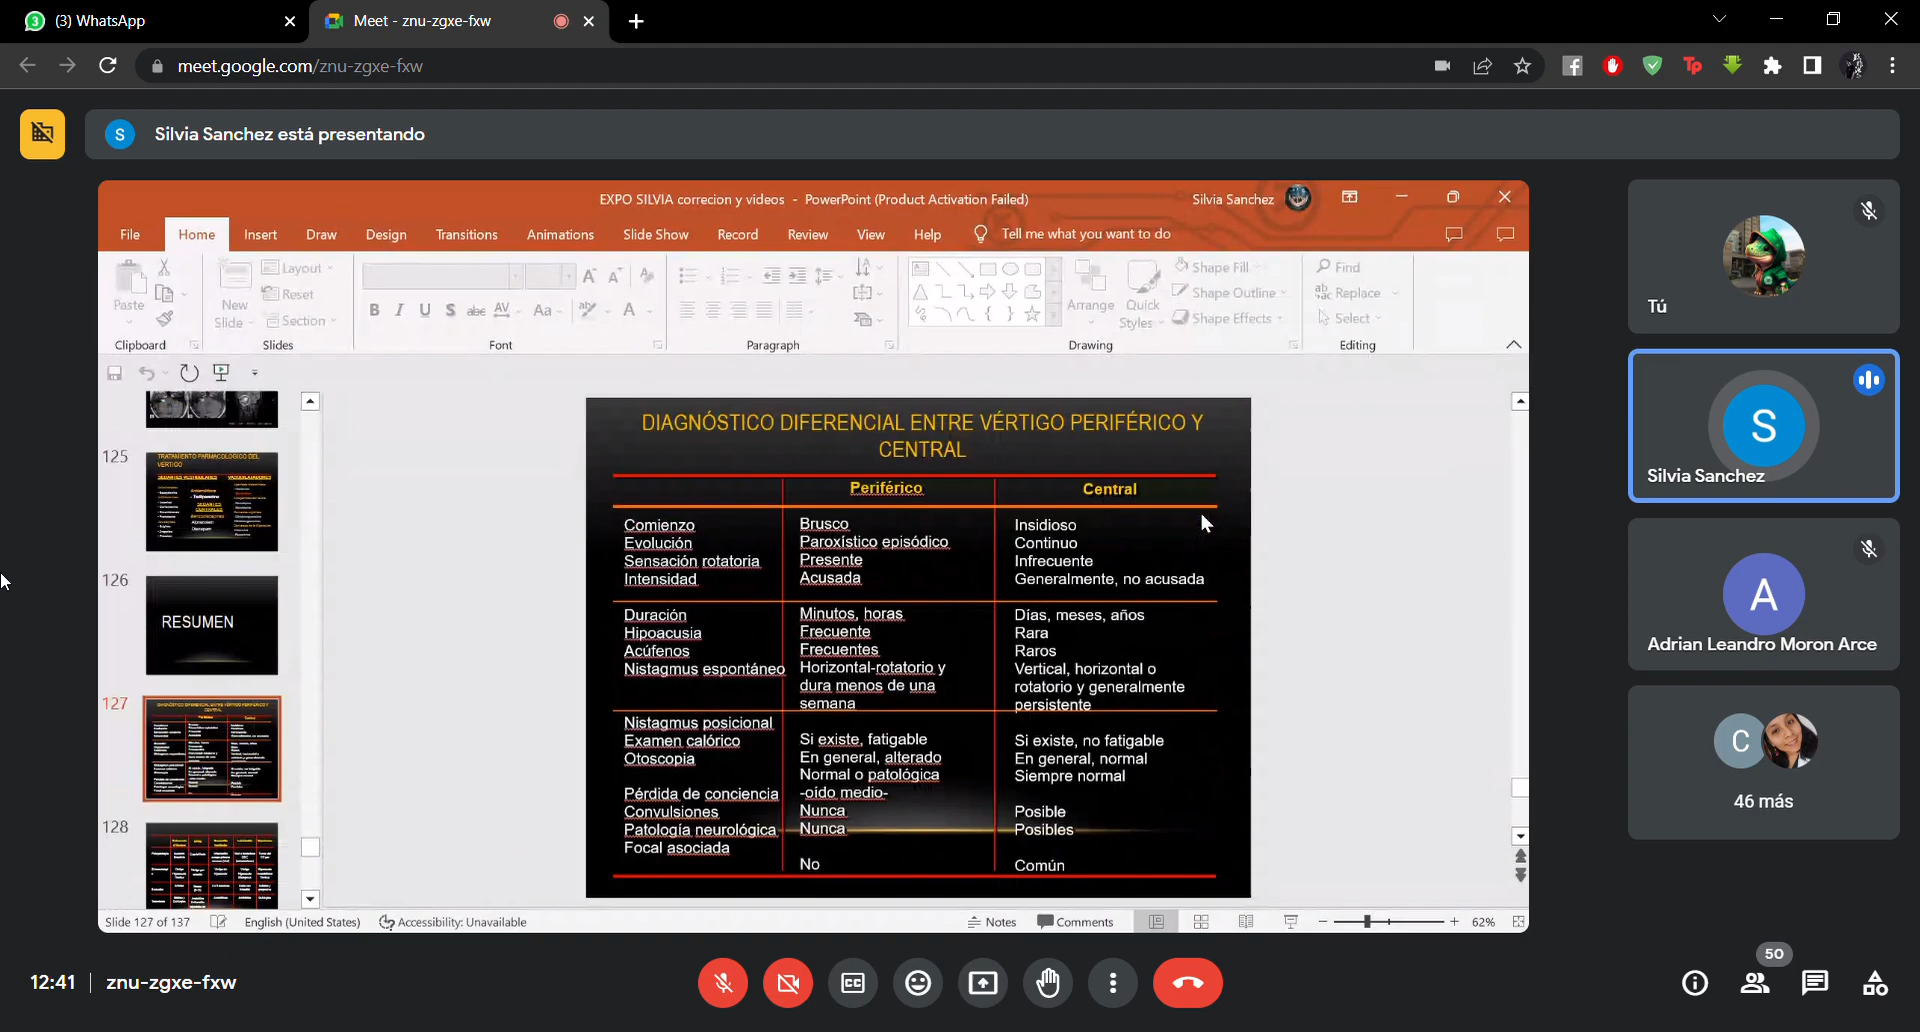 (3) WhatsApp
Meet - znu-zgxe-fxw
meet.google.com/znu-zgxe-fxw
S
Silvia Sanchez está presentando
EXPO SILVIA correcion y videos - PowerPoint (Product Activation Failed)
Silvia Sanchez
File Home Insert Draw Design Transitions Animations Slide Show Record Review View Help Tell me what you want to do
Paste
Clipboard
New
Slide
Layout
Reset
Section
Slides
B I U S abc AV Aa A
Font
Paragraph
Arrange
Quick
Styles
Shape Fill
Shape Outline
Shape Effects
Drawing
Find
Replace
Select
Editing
125
TRATAMIENTO FARMACOLOGICO DEL
VERTIGO
126
RESUMEN
127
128
DIAGNÓSTICO DIFERENCIAL ENTRE VÉRTIGO PERIFÉRICO Y
CENTRAL
Periférico Central
Comienzo Brusco Insidioso
Evolución Paroxístico episódico Continuo
Sensación rotatoria Presente Infrecuente
Intensidad Acusada Generalmente, no acusada
Duración Minutos, horas Días, meses, años
Hipoacusia Frecuente Rara
Acúfenos Frecuentes Raros
Nistagmus espontáneo Horizontal-rotatorio y Vertical, horizontal o
dura menos de una rotatorio y generalmente
semana persistente
Nistagmus posicional
Examen calórico Si existe, fatigable Si existe, no fatigable
Otoscopia En general, alterado En general, normal
Normal o patológica Siempre normal
Pérdida de conciencia -oído medio-
Convulsiones Nunca Posible
Patología neurológica Nunca Posibles
Focal asociada
No Común
Slide 127 of 137 English (United States) Accessibility: Unavailable Notes Comments 62%
Tú
S
Silvia Sanchez
A
Adrian Leandro Moron Arce
C
46 más
12:41 znu-zgxe-fxw
50